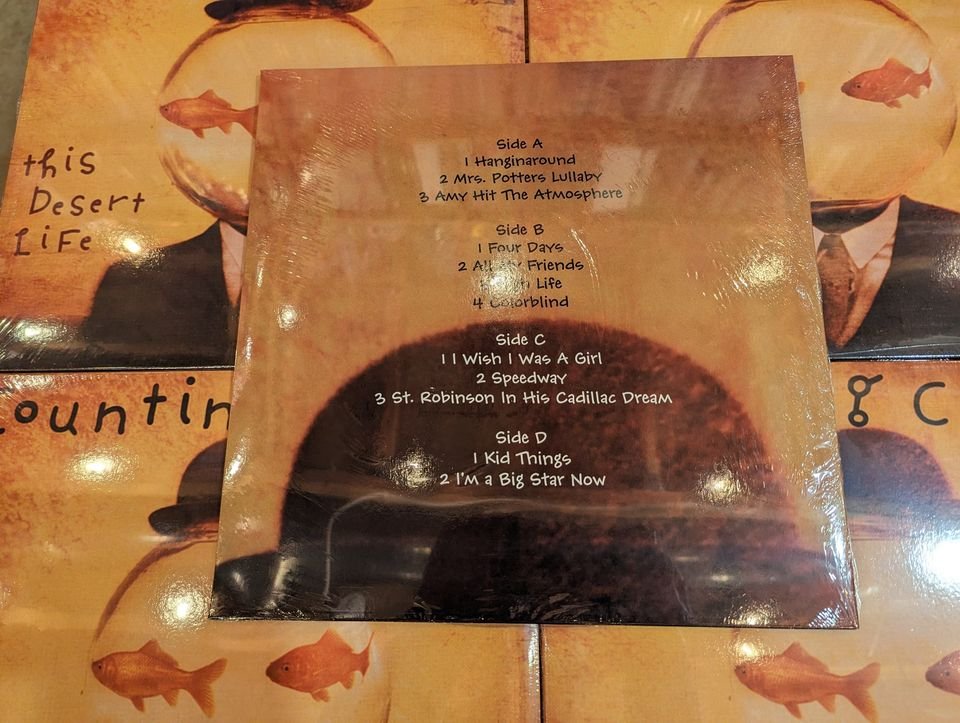 this
Desert
Life
Side A
1 Hanginaround
2 Mrs. Potters Lullaby
3 Amy Hit The Atmosphere
Side B
1 Four Days
2 All My Friends
Life
4 Colorblind
Side C
1 I Wish I Was A Girl
2 Speedway
3 St. Robinson In His Cadillac Dream
Side D
1 Kid Things
2 I'm a Big Star Now
ountin
g C